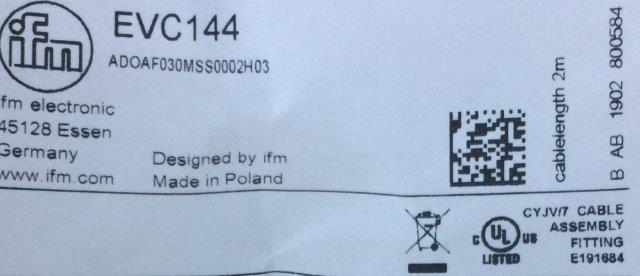 ifm
EVC144
ADOAF030MSS0002H03
ifm electronic
45128 Essen
Germany
www.ifm.com
Designed by ifm
Made in Poland
cablelength 2m
B AB 1902 800584
C UL US
LISTED
CYJV/7 CABLE
ASSEMBLY
FITTING
E191684